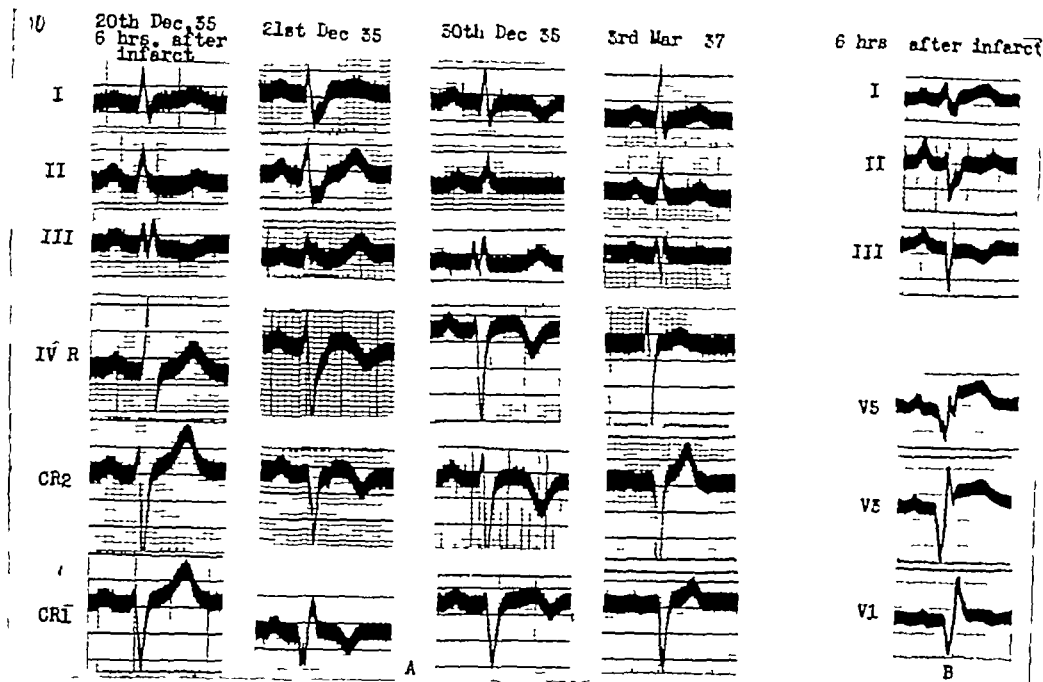 20th Dec.35
6 hrs. after
infarct
21st Dec 35
30th Dec 35
3rd Mar 37
6 hrs after infarct
I
I
II
II
III
III
IV R
CR2
CR1
V5
V3
V1
A
B